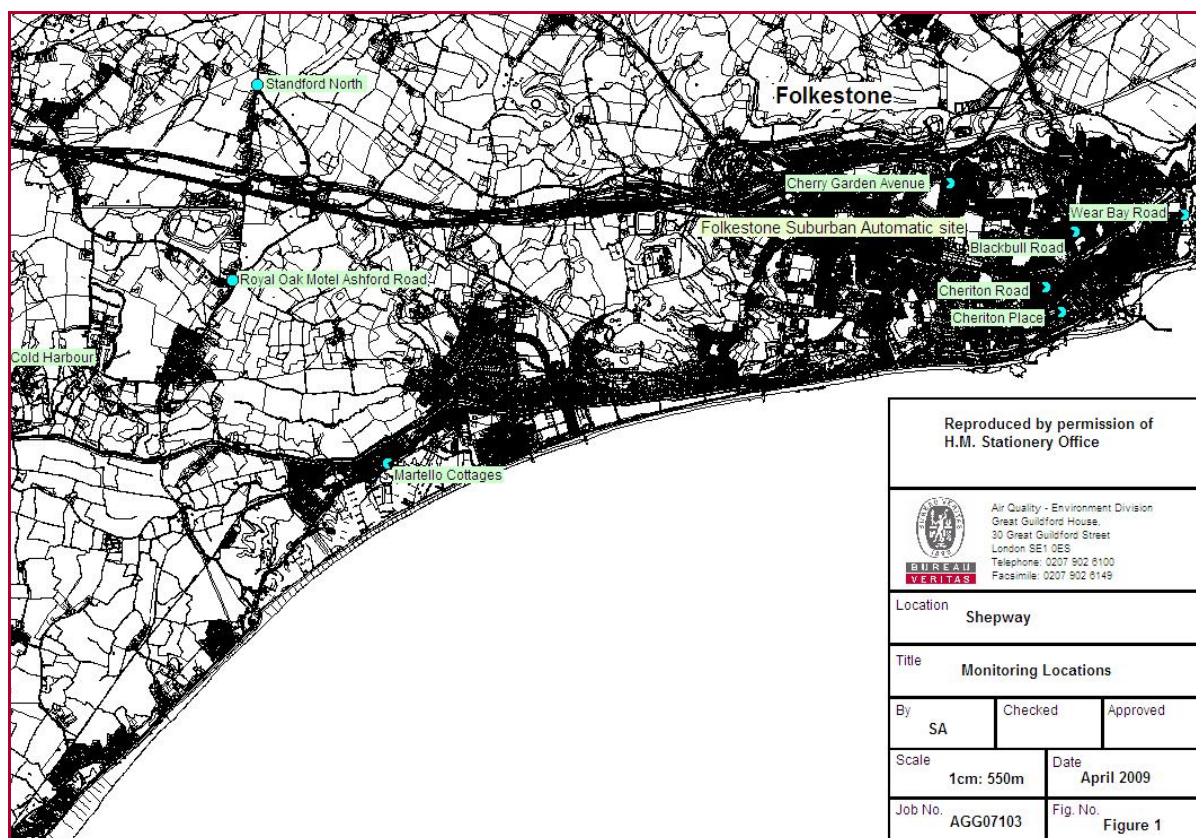 Standford North
Folkestone
Cherry Garden Avenue
Wear Bay Road
Folkestone Suburban Automatic site
Blackbull Road
Royal Oak Motel Ashford Road
Cheriton Road
Cheriton Place
Cold Harbour
Martello Cottages
Reproduced by permission of
H.M. Stationery Office
BUREAU VERITAS
1828
BUREAU
VERITAS
Air Quality - Environment Division
Great Guildford House,
30 Great Guildford Street
London SE1 0ES
Telephone: 0207 902 6100
Facsimile: 0207 902 6149
Location
Shepway
Title
Monitoring Locations
By
SA
Checked
Approved
Scale
1cm: 550m
Date
April 2009
Job No.
AGG07103
Fig. No.
Figure 1